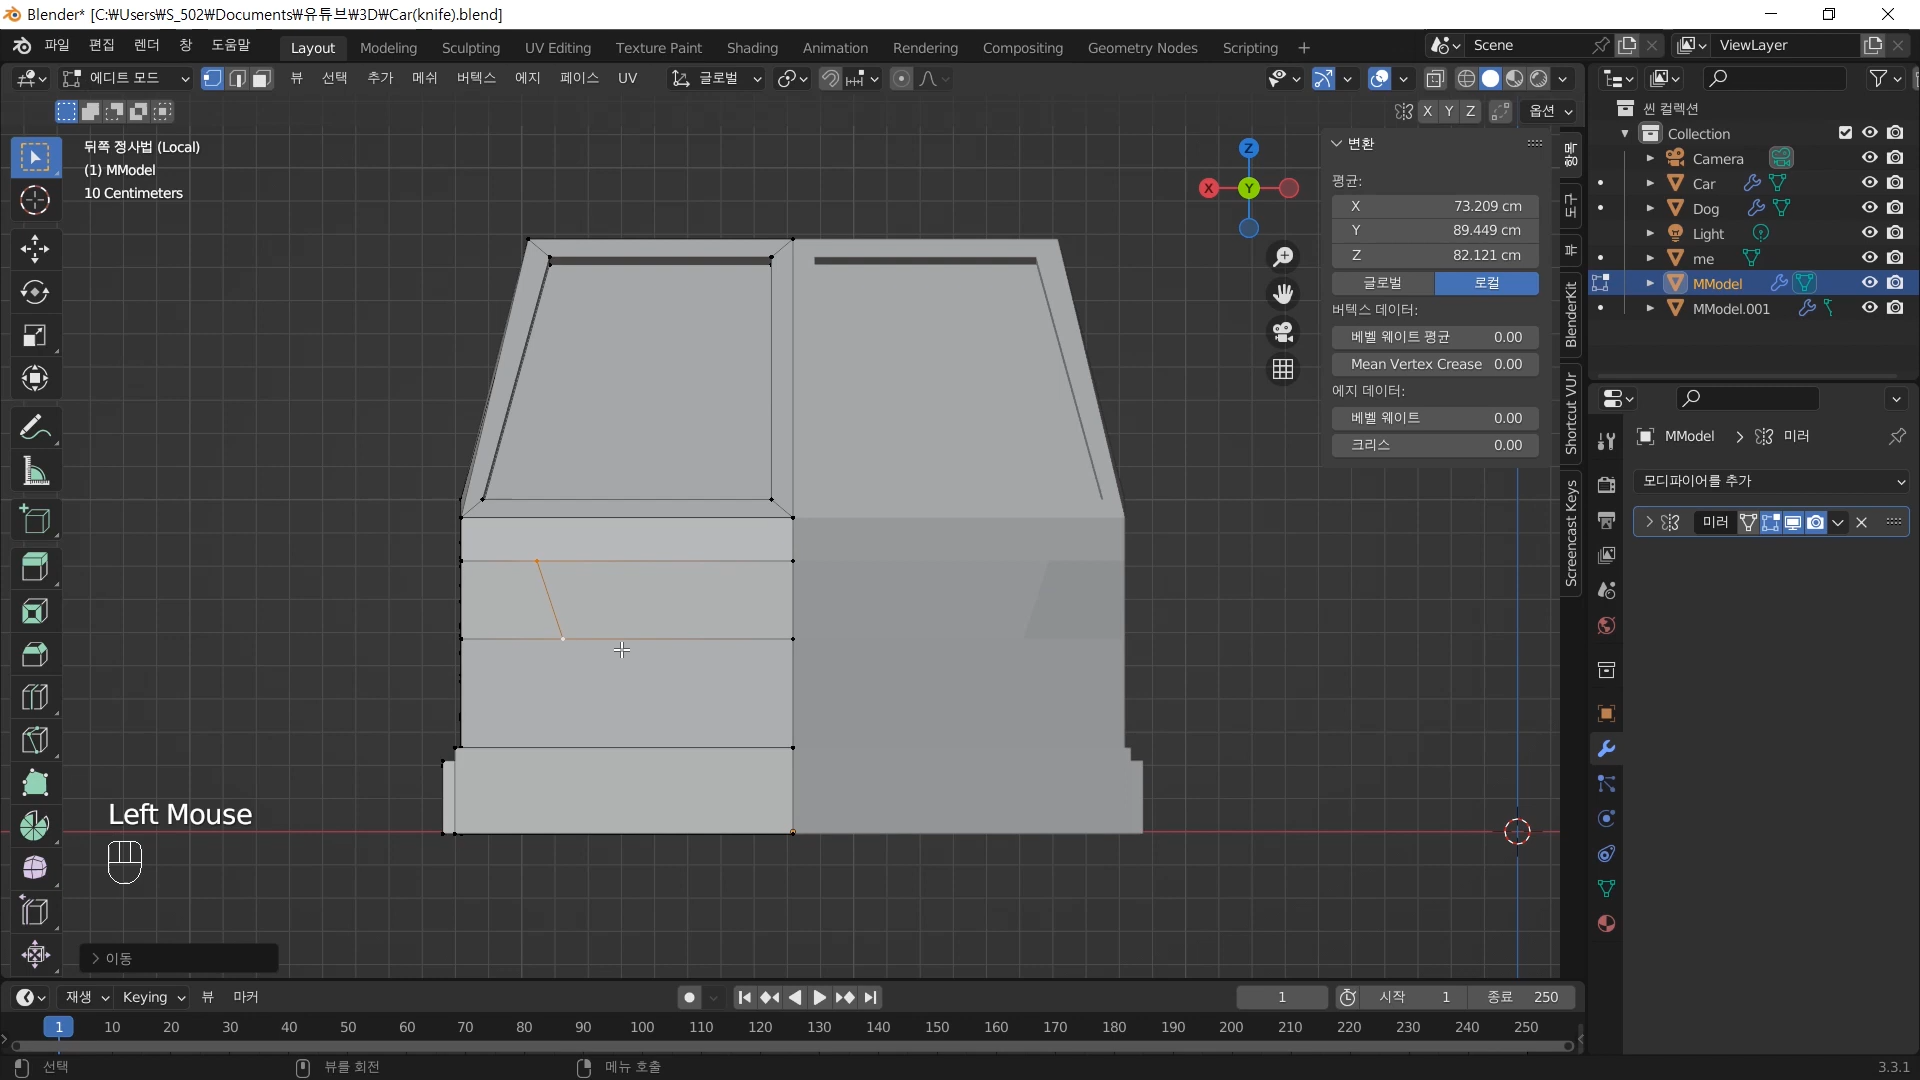 Blender* [C:₩Users₩S_502₩Documents₩유튜브₩3D₩Car(knife).blend]
파일 편집 렌더 창 도움말 Layout Modeling Sculpting UV Editing Texture Paint Shading Animation Rendering Compositing Geometry Nodes Scripting + Scene ViewLayer
에디트 모드 뷰 선택 추가 메쉬 버텍스 에지 페이스 UV 글로벌
X Y Z 옵션
뒤쪽 정사법 (Local)
(1) MModel
10 Centimeters
Z
X Y
변환
평균:
X 73.209 cm
Y 89.449 cm
Z 82.121 cm
글로벌 로컬
버텍스 데이터:
베벨 웨이트 평균 0.00
Mean Vertex Crease 0.00
에지 데이터:
베벨 웨이트 0.00
크리스 0.00
항목
도구
뷰
BlenderKit
Shortcut VUr
Screencast Keys
씬 컬렉션
Collection
Camera
Car
Dog
Light
me
MModel
MModel.001
MModel > 미러
모디파이어를 추가
미러
Left Mouse
> 이동
재생 Keying 뷰 마커 1 시작 1 종료 250
1 10 20 30 40 50 60 70 80 90 100 110 120 130 140 150 160 170 180 190 200 210 220 230 240 250
선택 뷰를 회전 메뉴 호출 3.3.1